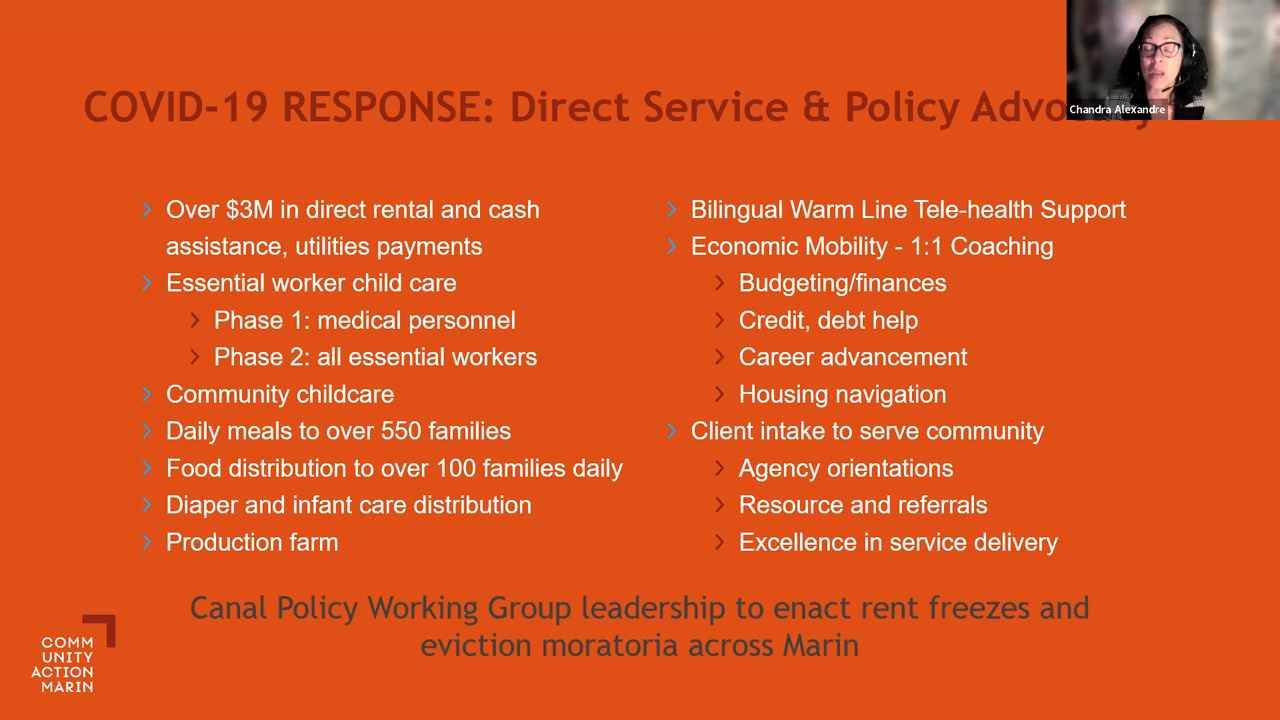 COVID-19 RESPONSE: Direct Service & Policy
Chandra Alexandre
Over $3M in direct rental and cash
assistance, utilities payments
Essential worker child care
Phase 1: medical personnel
Phase 2: all essential workers
Community childcare
Daily meals to over 550 families
Food distribution to over 100 families daily
Diaper and infant care distribution
Production farm
Bilingual Warm Line Tele-health Support
Economic Mobility - 1:1 Coaching
Budgeting/finances
Credit, debt help
Career advancement
Housing navigation
Client intake to serve community
Agency orientations
Resource and referrals
Excellence in service delivery
Canal Policy Working Group leadership to enact rent freezes and
eviction moratoria across Marin
COMM
UNITY
ACTION
MARIN